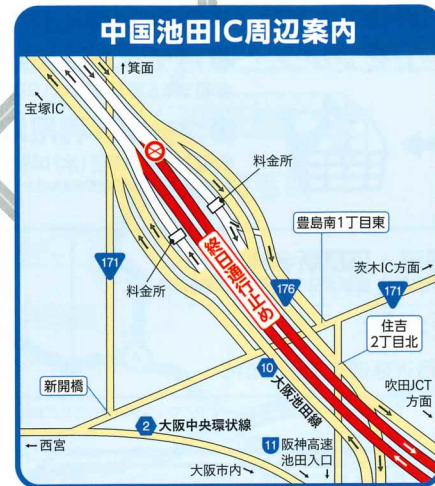 中国池田IC周辺案内
↑箕面
宝塚IC
料金所
豊島南1丁目東
茨木IC方面
171
料金所
終日通行止め
176
171
住吉
2丁目北
新開橋
10
大阪池田線
吹田JCT
方面
2 大阪中央環状線
←西宮
11 阪神高速
池田入口
大阪市内